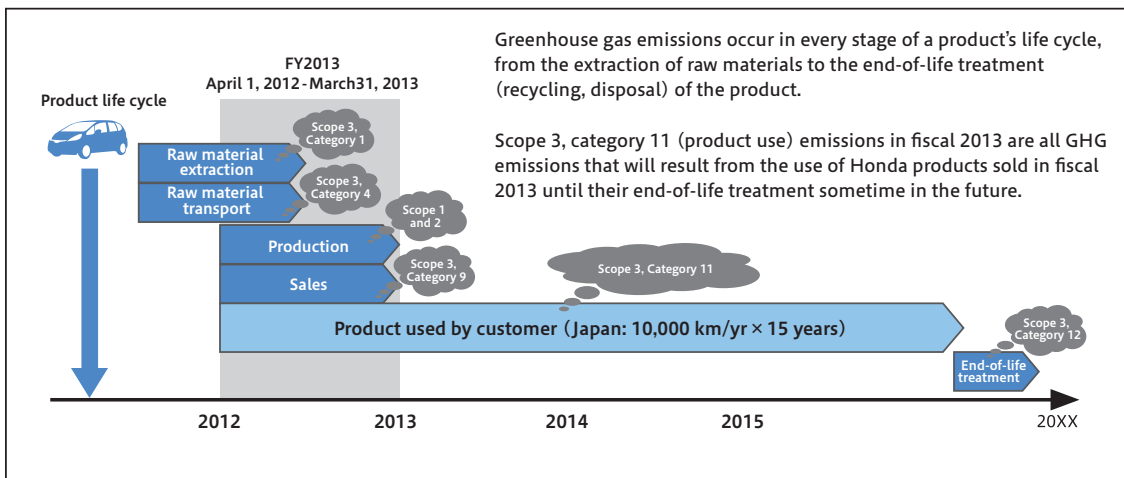 Greenhouse gas emissions occur in every stage of a product's life cycle,
from the extraction of raw materials to the end-of-life treatment
(recycling, disposal) of the product.
Scope 3, category 11 (product use) emissions in fiscal 2013 are all GHG
emissions that will result from the use of Honda products sold in fiscal
2013 until their end-of-life treatment sometime in the future.
FY2013
April 1, 2012-March31, 2013
Product life cycle
Scope 3,
Category 1
Raw material
extraction
Scope 3,
Category 4
Raw material
transport
Scope 1
and 2
Production
Scope 3,
Category 9
Sales
Scope 3, Category 11
Product used by customer (Japan: 10,000 km/yr × 15 years)
Scope 3,
Category 12
End-of-life
treatment
2012
2013
2014
2015
20XX